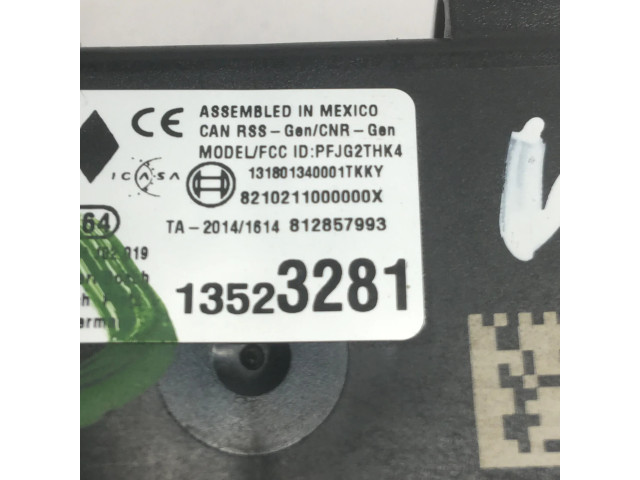 CE ASSEMBLED IN MEXICO
CAN RSS-Gen/CNR-Gen
MODEL/FCC ID:PFJG2THK4
ICASA 131801340001TKKY
8210211000000X
64 TA-2014/1614 812857993
019
13523281